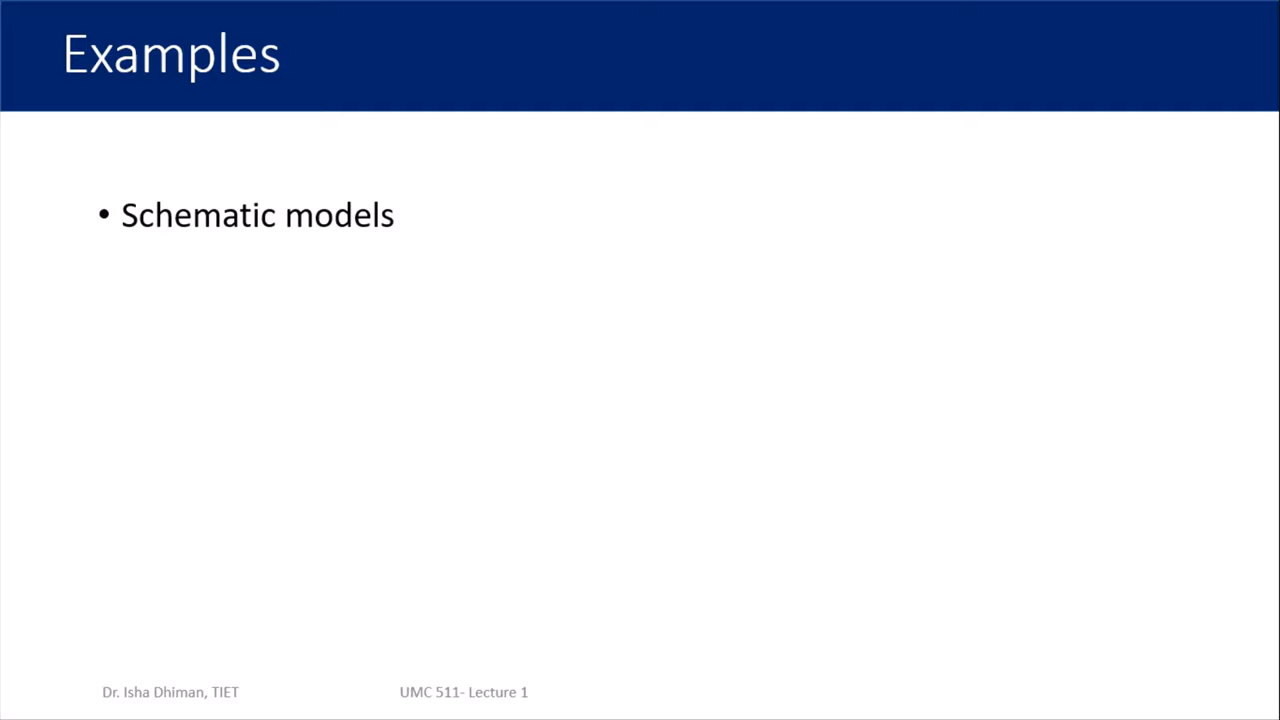 Examples
• Schematic models
Dr. Isha Dhiman, TIET
UMC 511- Lecture 1